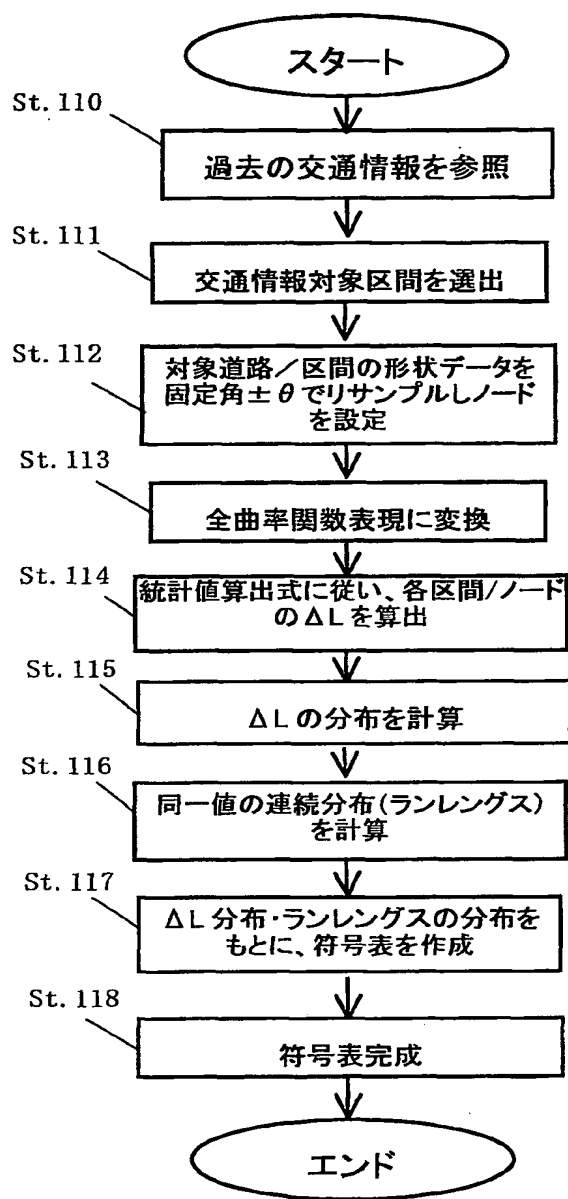 スタート
St. 110
過去の交通情報を参照
St. 111
交通情報対象区間を選出
St. 112
対象道路／区間の形状データを
固定角±θでリサンプルしノード
を設定
St. 113
全曲率関数表現に変換
St. 114
統計値算出式に従い、各区間/ノード
のΔLを算出
St. 115
ΔLの分布を計算
St. 116
同一値の連続分布(ランレングス)
を計算
St. 117
ΔL分布・ランレングスの分布を
もとに、符号表を作成
St. 118
符号表完成
エンド